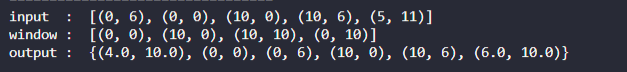 input  :  [(0, 6), (0, 0), (10, 0), (10, 6), (5, 11)]
window :  [(0, 0), (10, 0), (10, 10), (0, 10)]
output :  {(4.0, 10.0), (0, 0), (0, 6), (10, 0), (10, 6), (6.0, 10.0)}